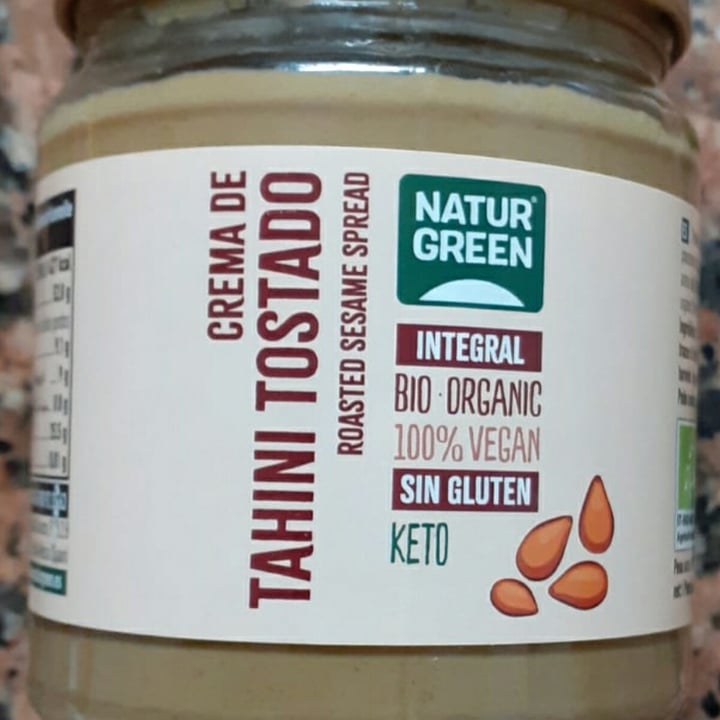 CREMA DE
TAHINI TOSTADO
ROASTED SESAME SPREAD
NATUR®
GREEN
INTEGRAL
BIO · ORGANIC
100% VEGAN
SIN GLUTEN
KETO